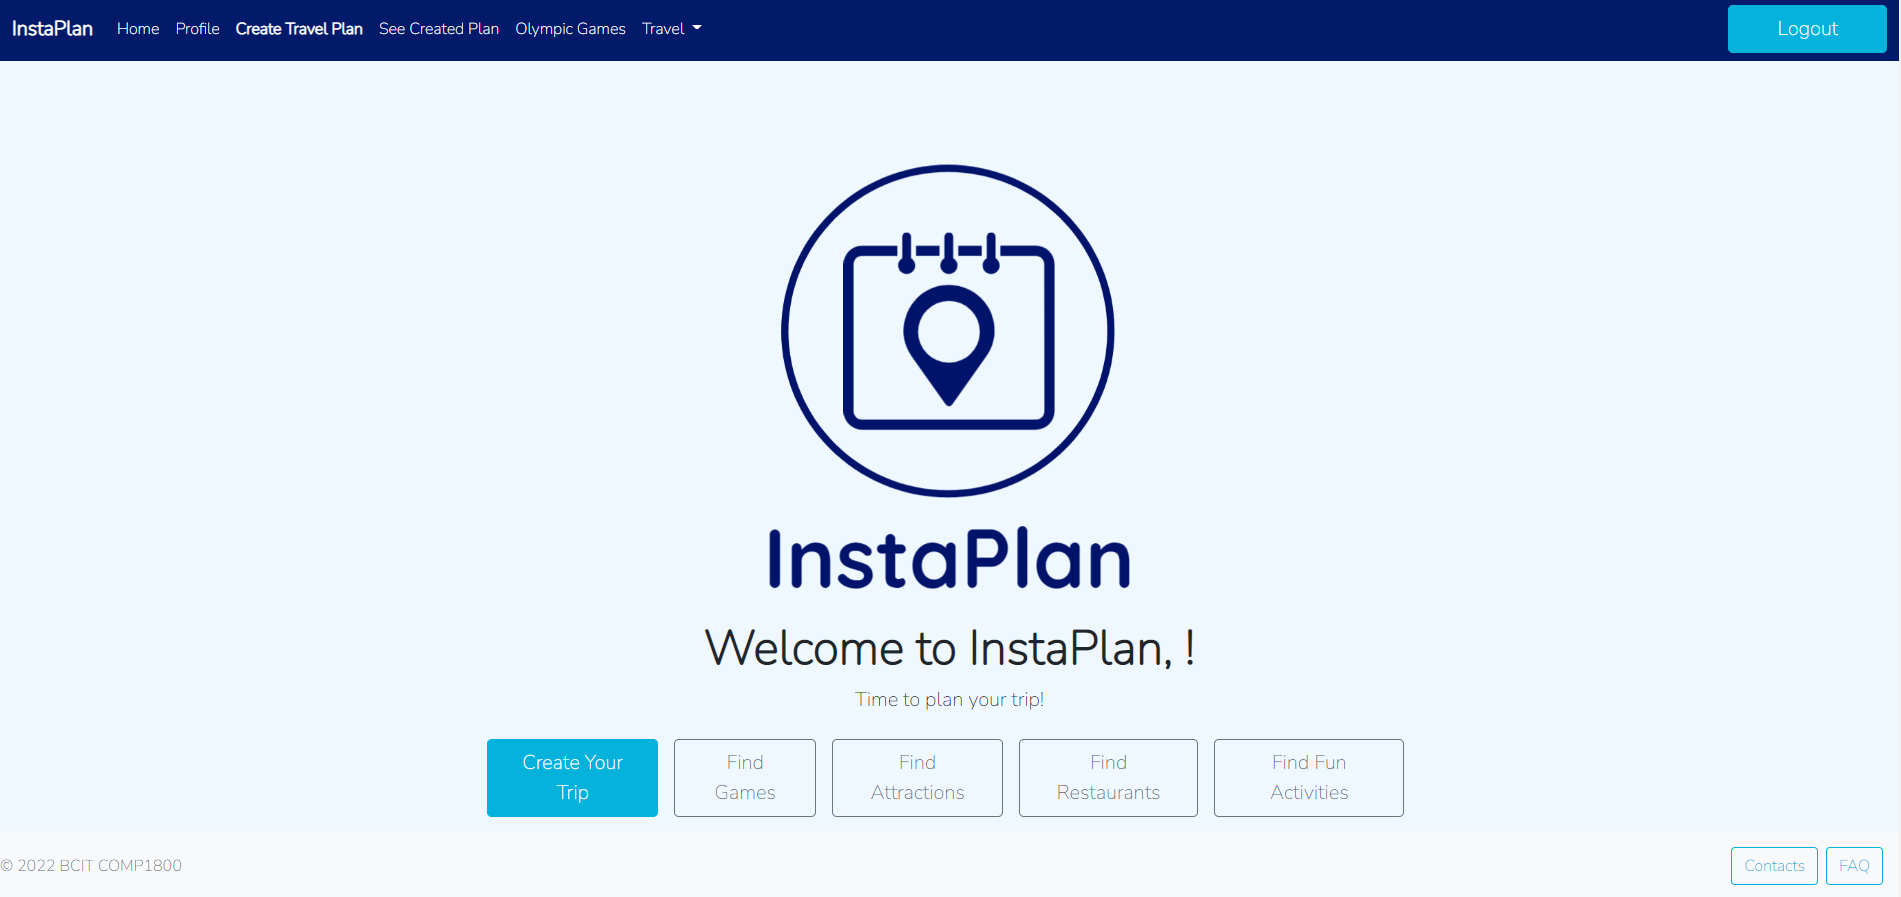 InstaPlan Home Profile Create Travel Plan See Created Plan Olympic Games Travel Logout
InstaPlan
Welcome to InstaPlan, !
Time to plan your trip!
Create Your
Trip
Find
Games
Find
Attractions
Find
Restaurants
Find Fun
Activities
© 2022 BCIT COMP1800 Contacts FAQ